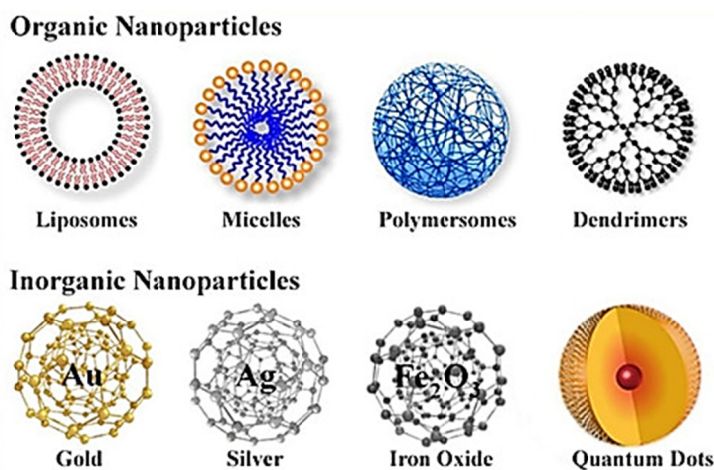 Organic Nanoparticles
Liposomes Micelles Polymersomes Dendrimers
Inorganic Nanoparticles
Au Ag Fe₂O₃
Gold Silver Iron Oxide Quantum Dots